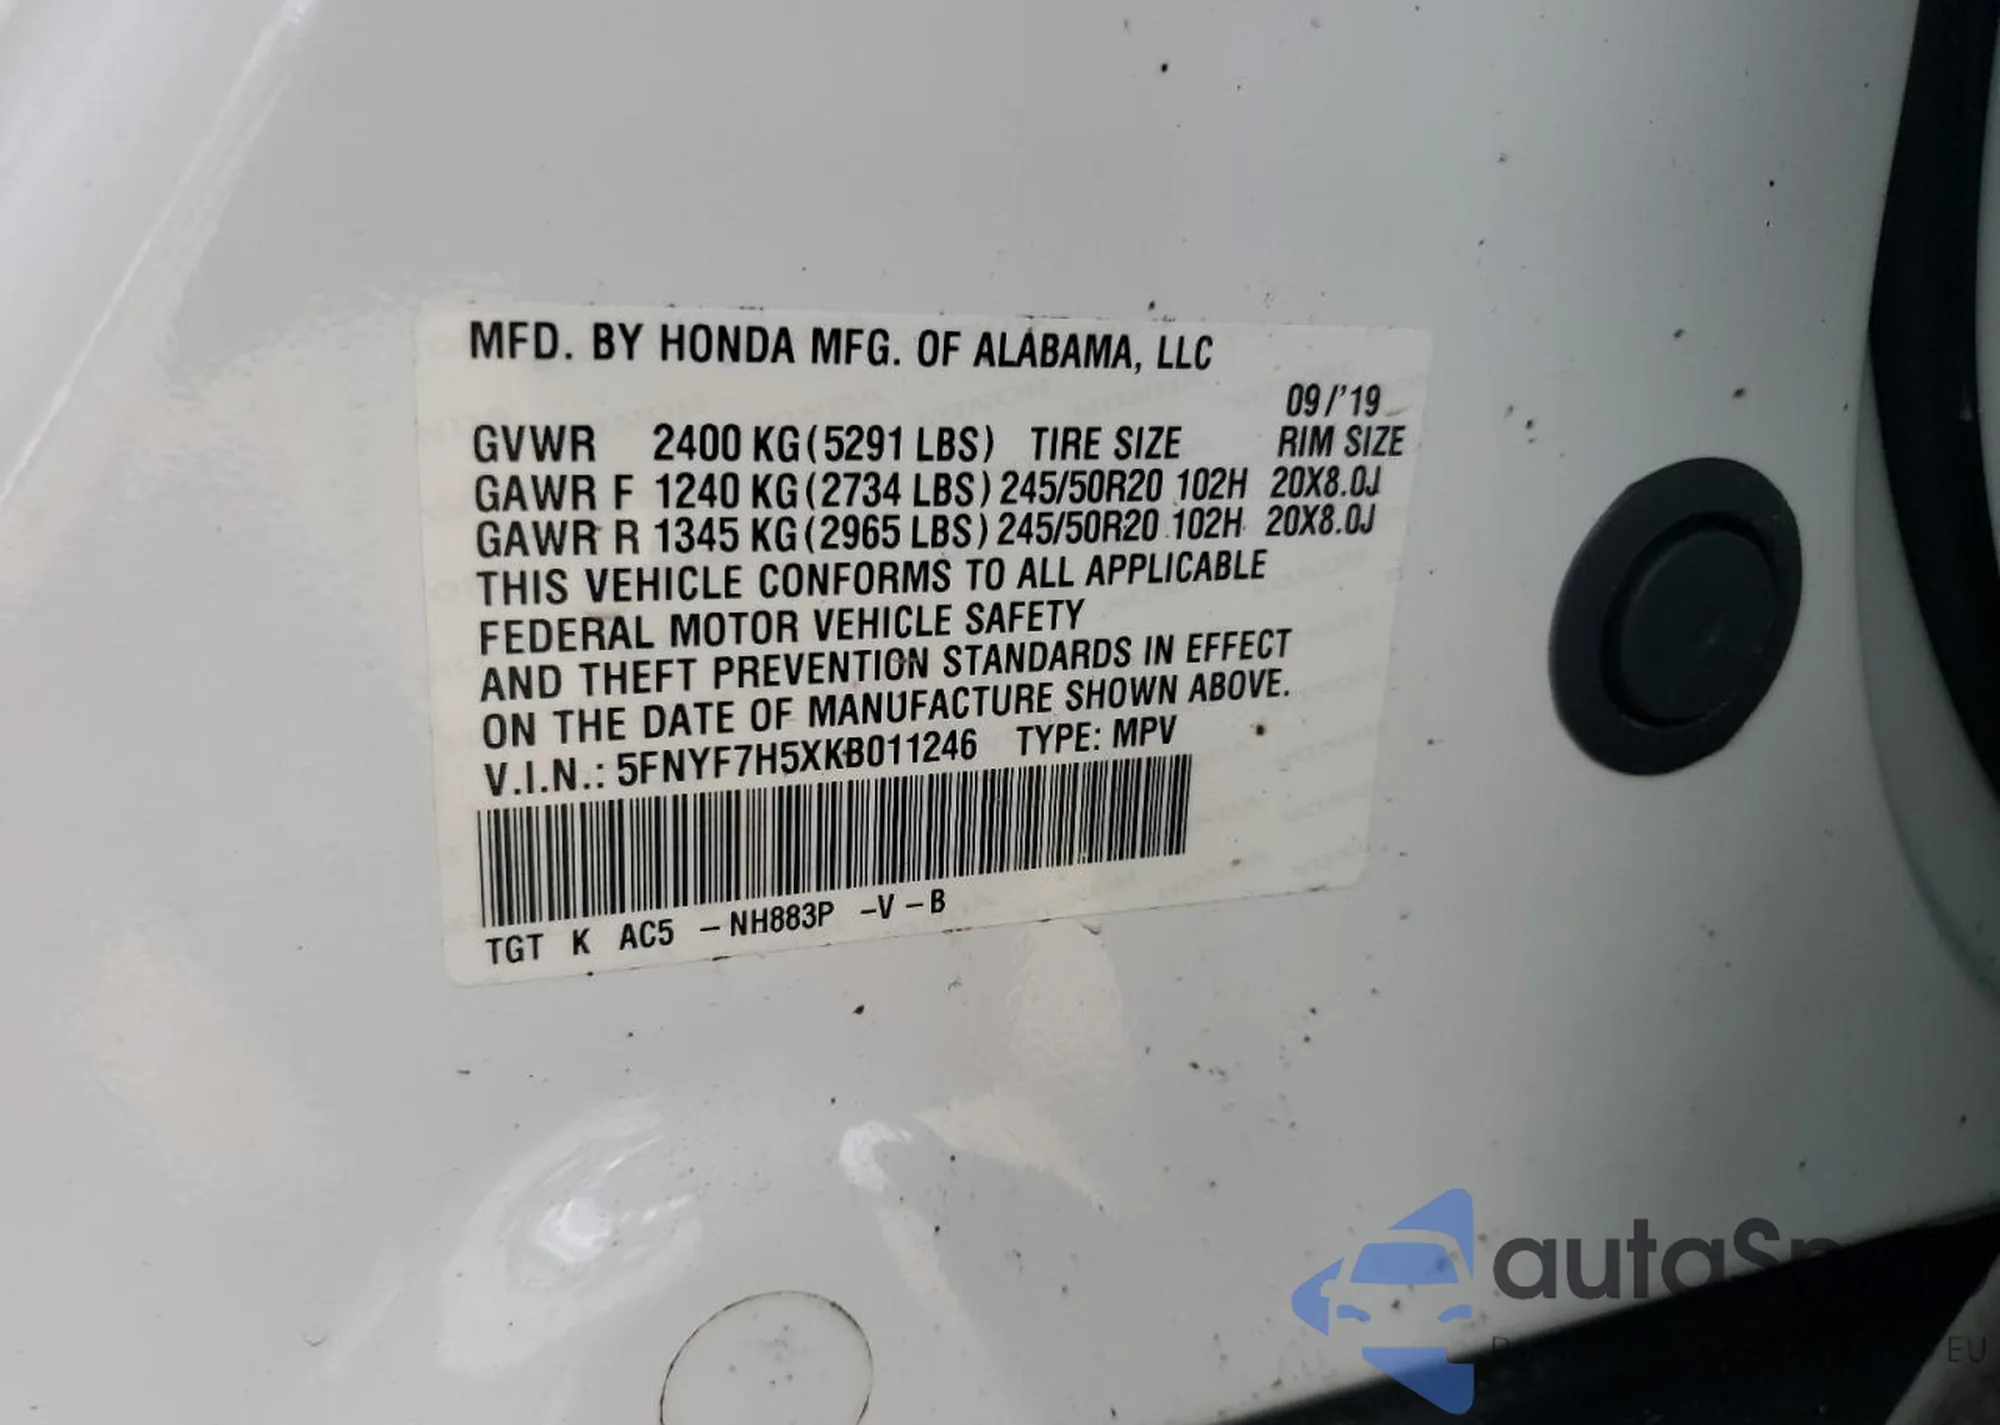 MFD. BY HONDA MFG. OF ALABAMA, LLC
09/'19
GVWR 2400 KG (5291 LBS) TIRE SIZE RIM SIZE
GAWR F 1240 KG (2734 LBS) 245/50R20 102H 20X8.0J
GAWR R 1345 KG (2965 LBS) 245/50R20 102H 20X8.0J
THIS VEHICLE CONFORMS TO ALL APPLICABLE
FEDERAL MOTOR VEHICLE SAFETY
AND THEFT PREVENTION STANDARDS IN EFFECT
ON THE DATE OF MANUFACTURE SHOWN ABOVE.
V.I.N.: 5FNYF7H5XKB011246 TYPE: MPV
TGT K AC5 -NH883P -V-B
EU